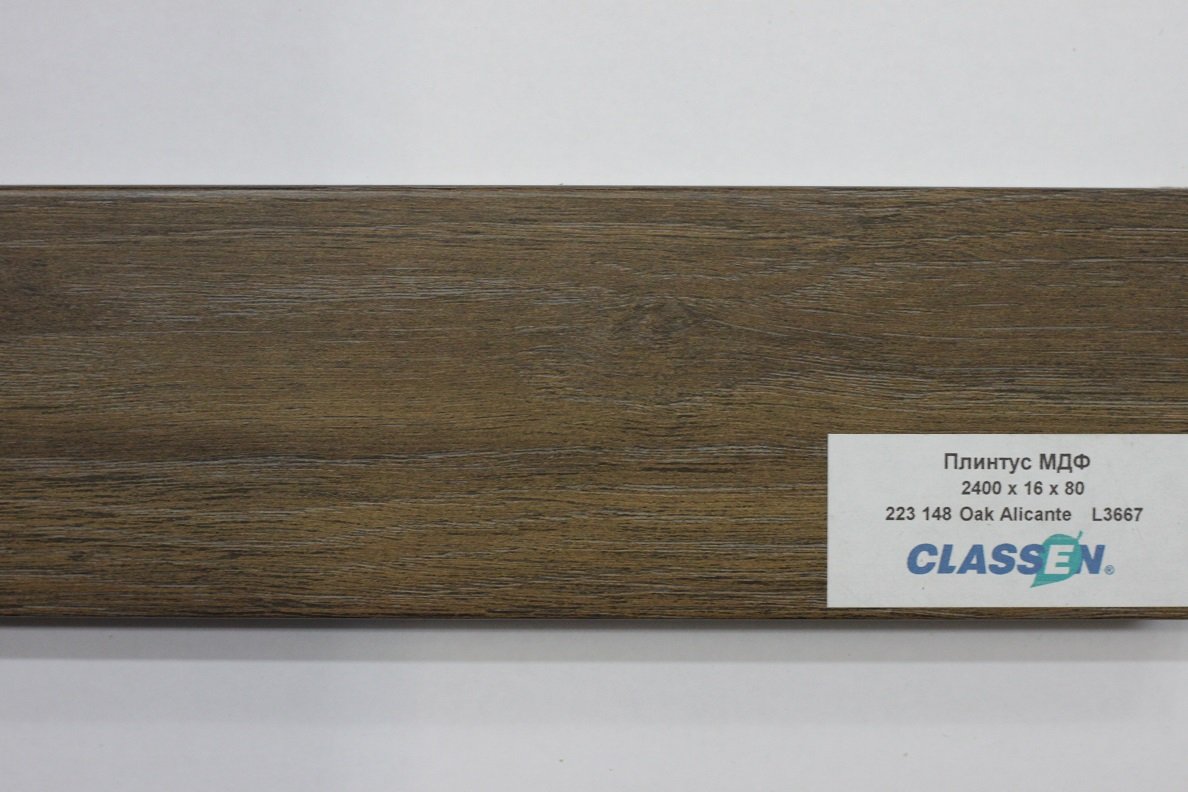 Плинтус МДФ
2400 x 16 x 80
223 148 Oak Alicante L3667
CLASSEN®